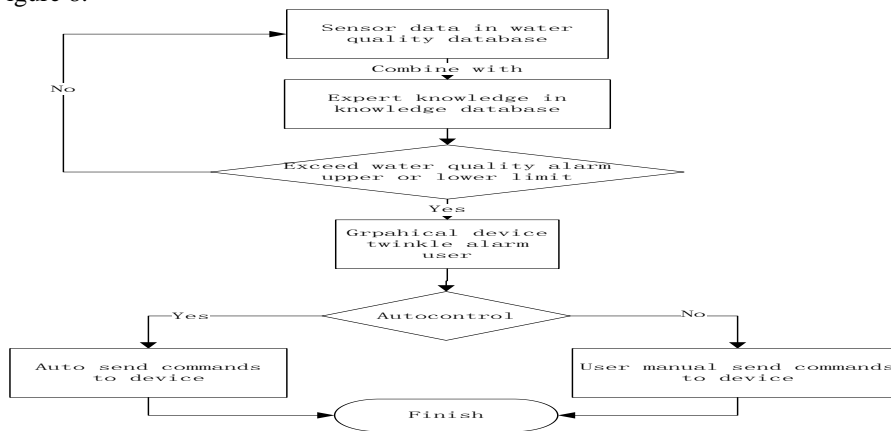 Sensor data in water
quality database
Combine with
No
Expert knowledge in
knowledge database
Exceed water quality alarm
upper or lower limit
Yes
Grpahical device
twinkle alarm
user
Yes
Autocontrol
No
Auto send commands
to device
User manual send commands
to device
Finish